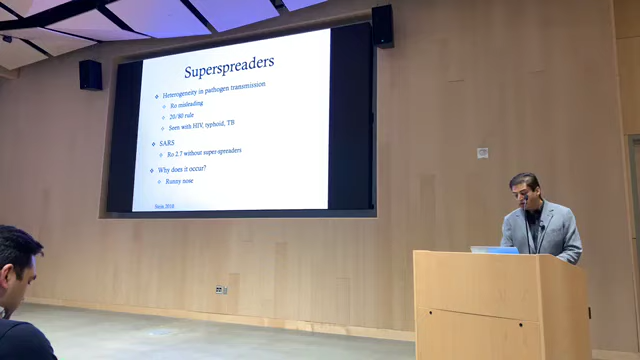 Superspreaders
Heterogeneity in pathogen transmission
Ro misleading
20/80 rule
Seen with HIV, typhoid, TB
SARS
Ro 2.7 without super-spreaders
Why does it occur?
Runny nose
2016